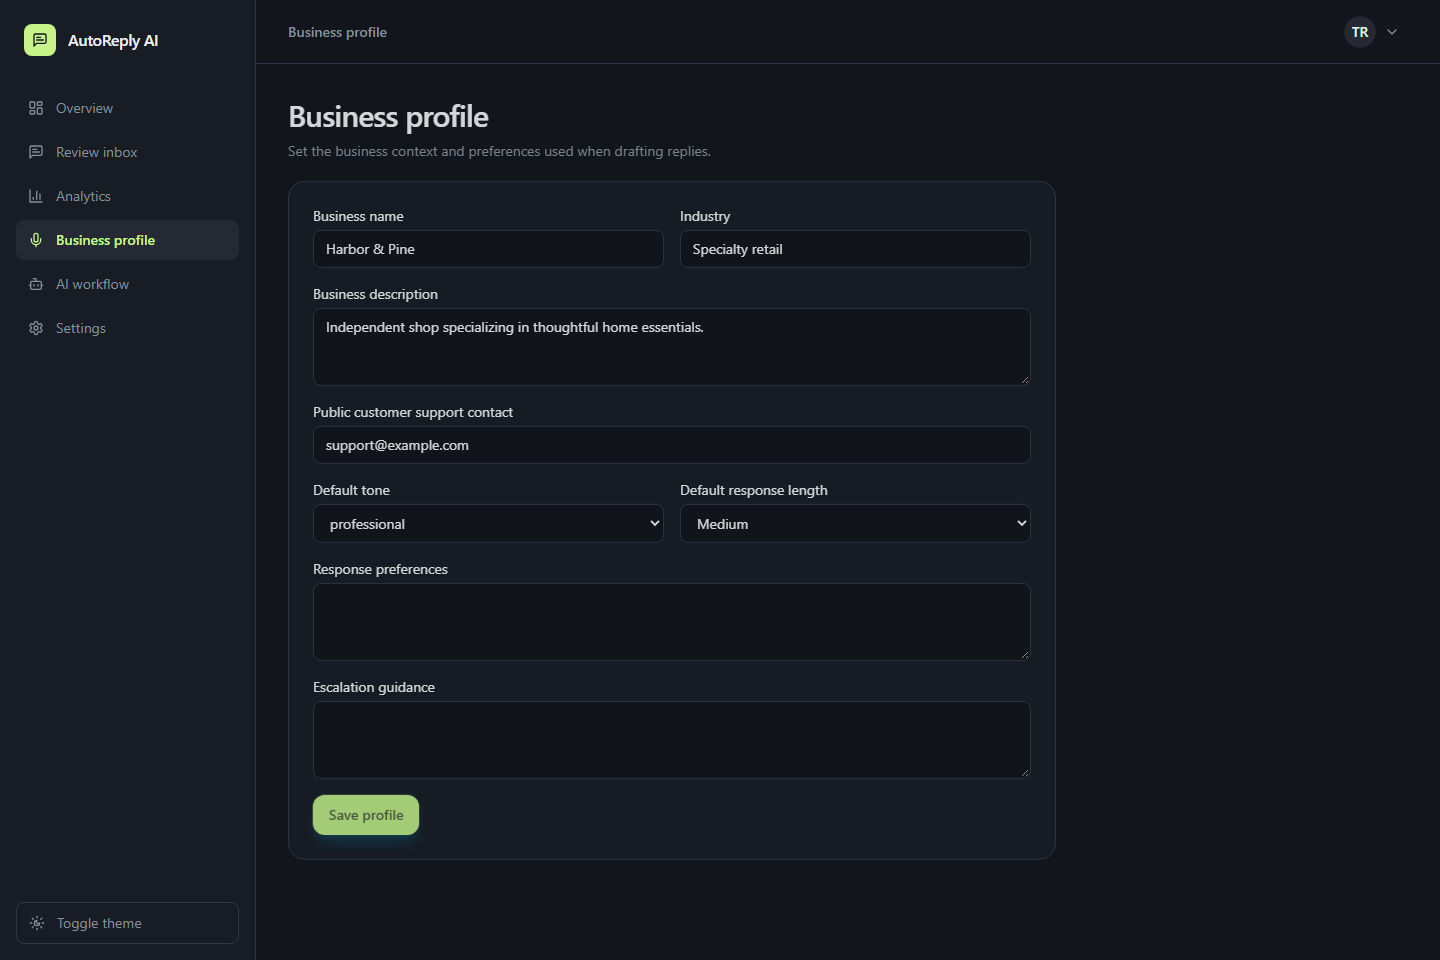 AutoReply AI
Overview
Review inbox
Analytics
Business profile
AI workflow
Settings
Toggle theme
Business profile
TR
Business profile
Set the business context and preferences used when drafting replies.
Business name
Industry
Harbor & Pine
Specialty retail
Business description
Independent shop specializing in thoughtful home essentials.
Public customer support contact
support@example.com
Default tone
Default response length
professional
Medium
Response preferences
Escalation guidance
Save profile